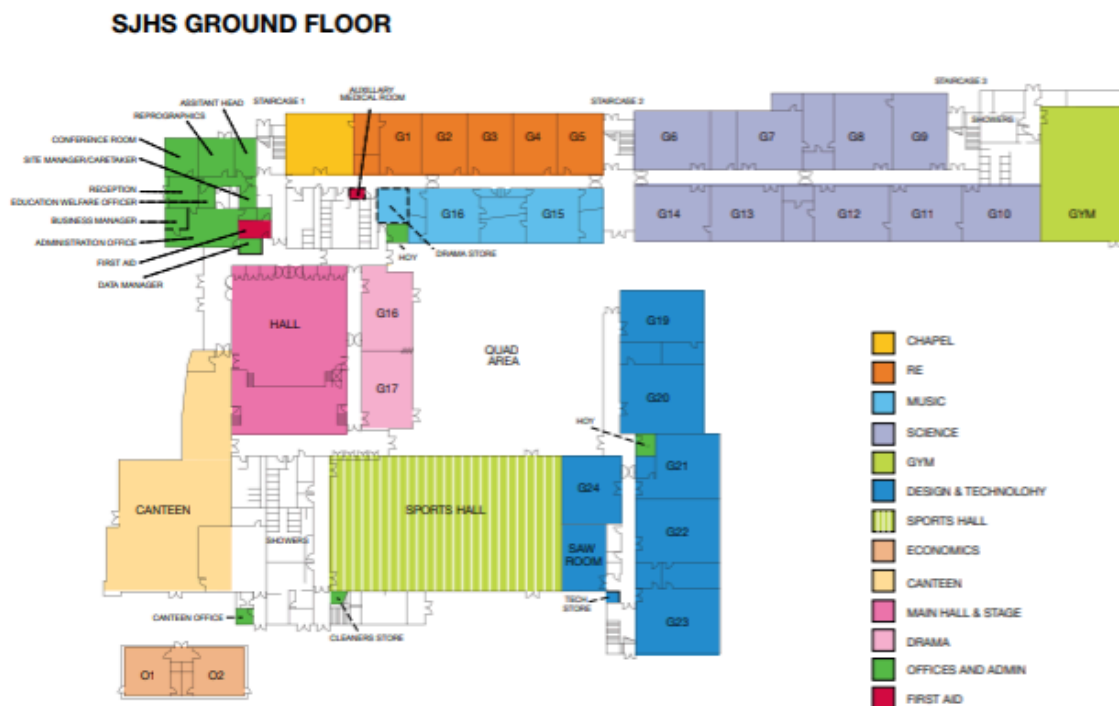 SJHS GROUND FLOOR
AUXILLARY
MEDICAL ROOM
STAIRCASE 1
STAIRCASE 2
STAIRCASE 3
ASSITANT HEAD
REPROGRAPHICS
CONFERENCE ROOM
SITE MANAGER/CARETAKER
RECEPTION
EDUCATION WELFARE OFFICER
BUSINESS MANAGER
ADMINISTRATION OFFICE
FIRST AID
DATA MANAGER
SHOWERS
G1
G2
G3
G4
G5
G6
G7
G8
G9
G16
G15
G14
G13
G12
G11
G10
GYM
HOY
DRAMA STORE
HALL
G16
G17
QUAD
AREA
G19
G20
HOY
G21
G22
G23
G24
SAW
ROOM
TECH
STORE
CANTEEN
SHOWERS
SPORTS HALL
CANTEEN OFFICE
CLEANERS STORE
O1
O2
CHAPEL
RE
MUSIC
SCIENCE
GYM
DESIGN & TECHNOLOHY
SPORTS HALL
ECONOMICS
CANTEEN
MAIN HALL & STAGE
DRAMA
OFFICES AND ADMIN
FIRST AID